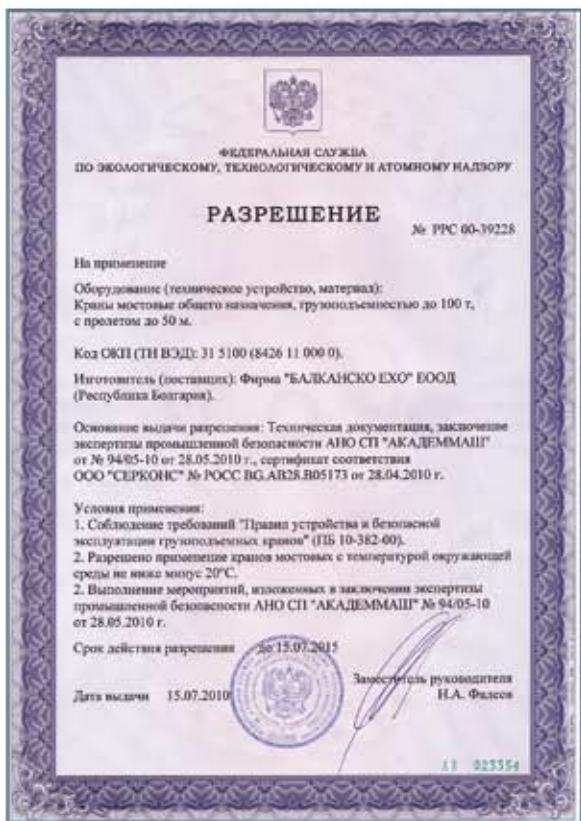 ФЕДЕРАЛЬНАЯ СЛУЖБА
ПО ЭКОЛОГИЧЕСКОМУ, ТЕХНОЛОГИЧЕСКОМУ И АТОМНОМУ НАДЗОРУ
РАЗРЕШЕНИЕ
№ РРС 00-39228
На применение
Оборудование (техническое устройство, материал):
Краны мостовые общего назначения, грузоподъемностью до 100 т,
с пролетом до 50 м.
Код ОКП (ТН ВЭД): 31 5100 (8426 11 000 0).
Изготовитель (поставщик): Фирма "БАЛКАНСКО ЕХО" ЕООД
(Республика Болгария).
Основание выдачи разрешения: Техническая документация, заключение
экспертизы промышленной безопасности АНО СП "АКАДЕММАШ"
от № 94/05-10 от 28.05.2010 г., сертификат соответствия
ООО "СЕРКОНС" № РОСС BG.АВ28.В05173 от 28.04.2010 г.
Условия применения:
1. Соблюдение требований "Правил устройства и безопасной
эксплуатации грузоподъемных кранов" (ПБ 10-382-00).
2. Разрешено применение кранов мостовых с температурой окружающей
среды не ниже минус 20°С.
2. Выполнение мероприятий, изложенных в заключении экспертизы
промышленной безопасности АНО СП "АКАДЕММАШ" № 94/05-10
от 28.05.2010 г.
Срок действия разрешения до 15.07.2015
Заместитель руководителя
Дата выдачи 15.07.2010 Н.А. Фадеев
023354